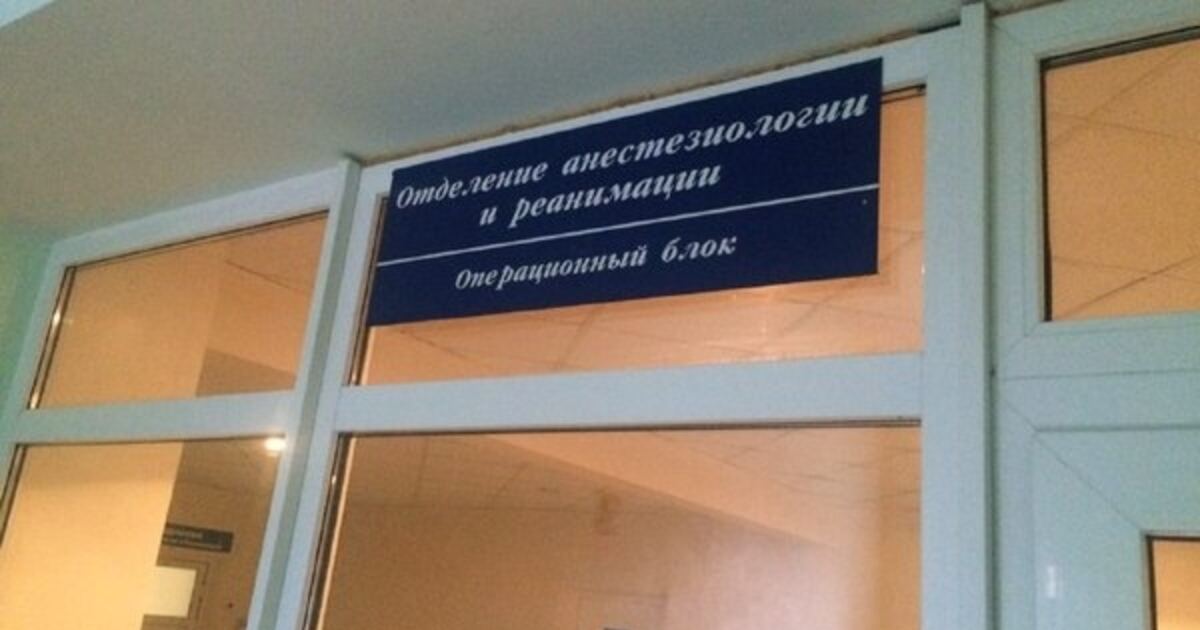 Отделение анестезиологии
и реанимации
Операционный блок